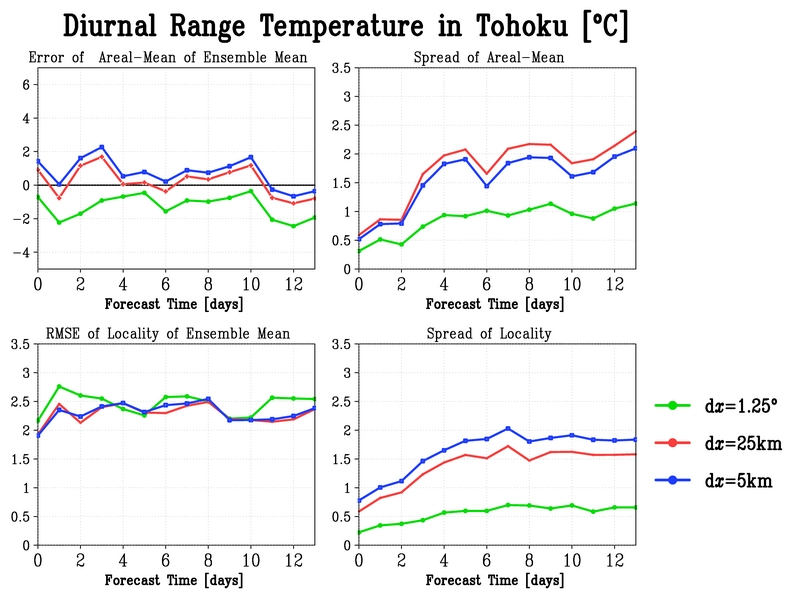 Diurnal Range Temperature in Tohoku [°C]
Error of Areal-Mean of Ensemble Mean
6
4
2
0
−2
−4
0 2 4 6 8 10 12
Forecast Time [days]
Spread of Areal-Mean
3.5
3
2.5
2
1.5
1
0.5
0
0 2 4 6 8 10 12
Forecast Time [days]
RMSE of Locality of Ensemble Mean
3.5
3
2.5
2
1.5
1
0.5
0
0 2 4 6 8 10 12
Forecast Time [days]
Spread of Locality
3.5
3
2.5
2
1.5
1
0.5
0
0 2 4 6 8 10 12
Forecast Time [days]
dx=1.25°
dx=25km
dx=5km